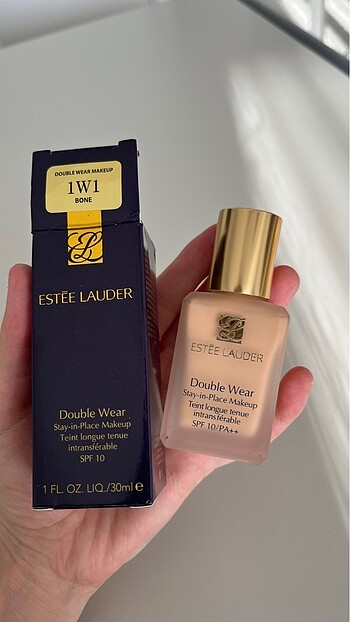 DOUBLE WEAR MAKEUP
1W1
BONE
ESTĒE LAUDER
Double Wear
Stay-in-Place Makeup
Teint longue tenue
intransférable
SPF 10
1 FL. OZ. LIQ./30ml e
ESTĒE LAUDER
Double Wear
Stay-in-Place Makeup
Teint longue tenue
intransférable
SPF 10/PA++